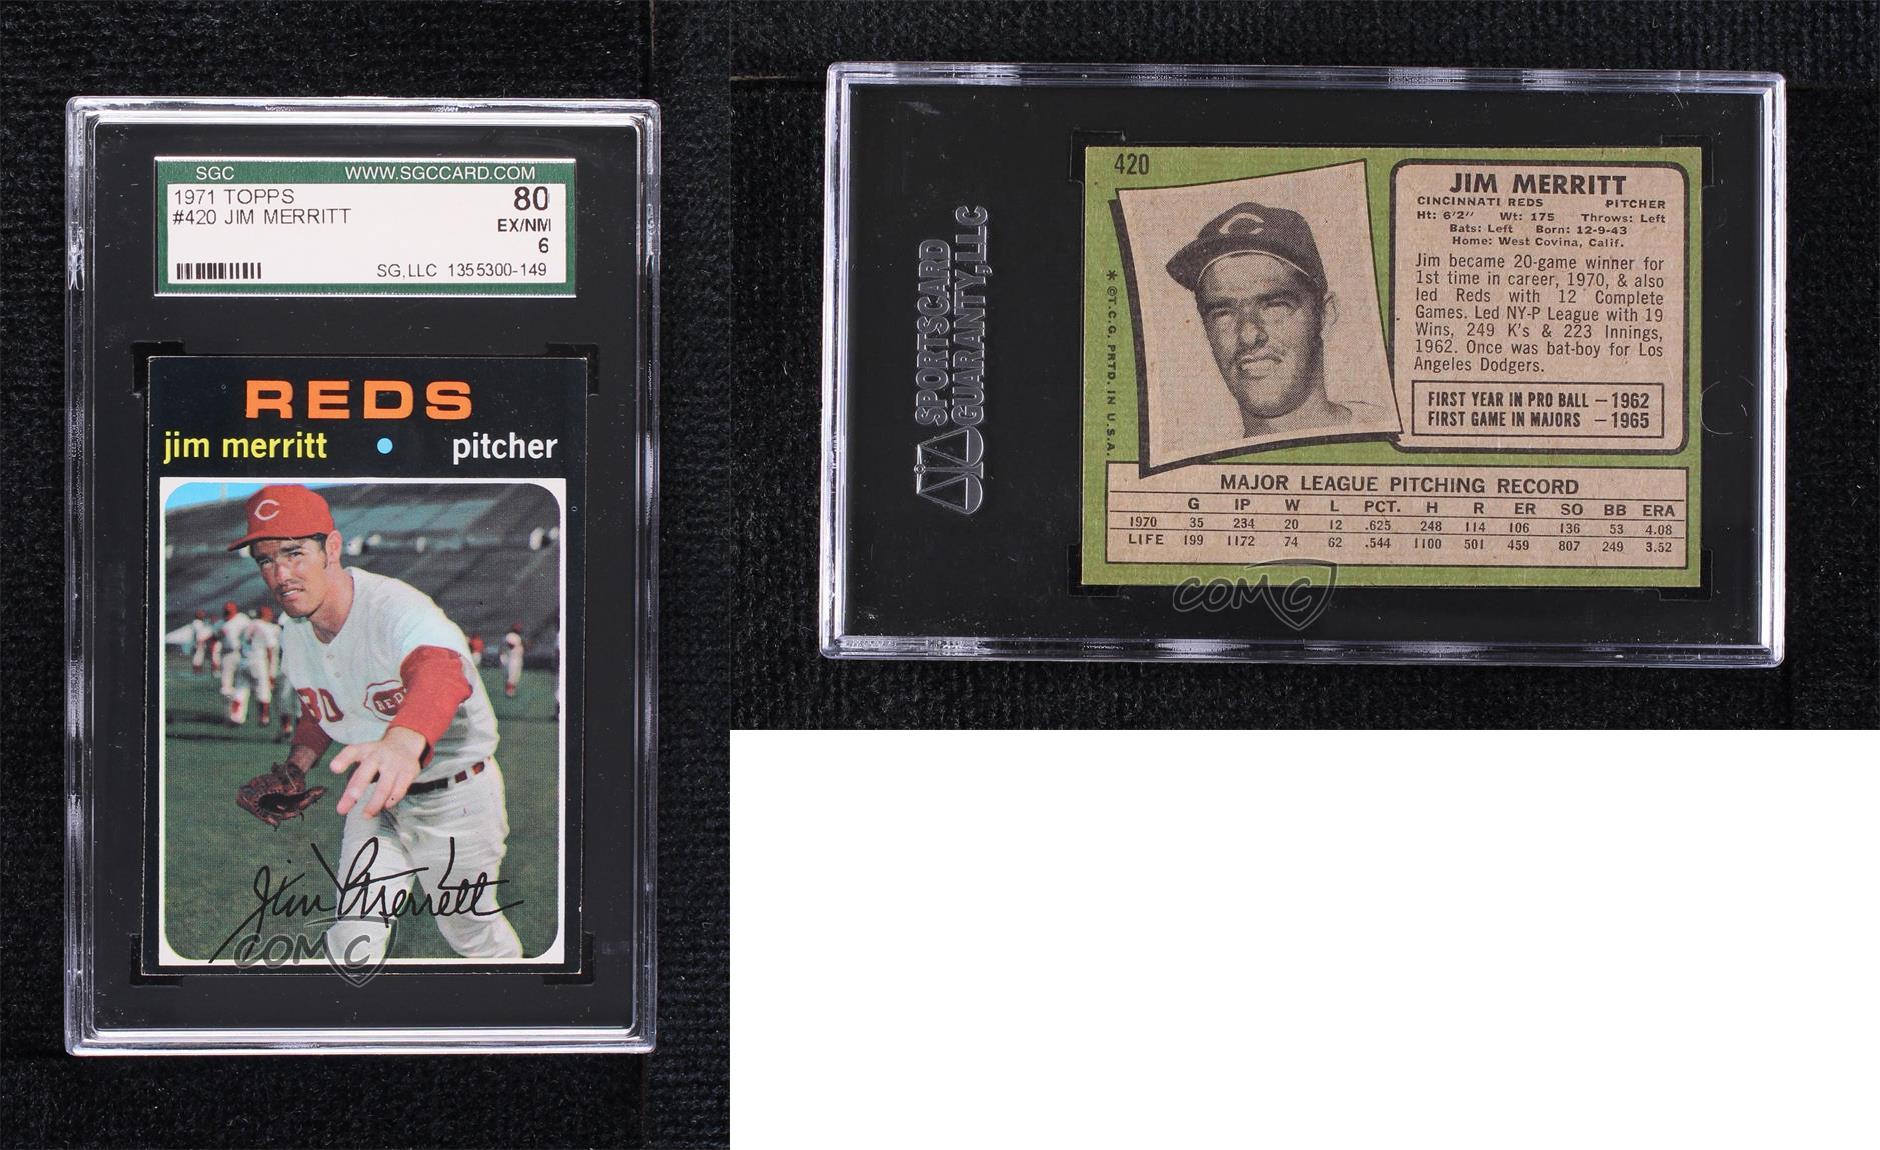 SGC WWW.SGCCARD.COM
1971 TOPPS 80
#420 JIM MERRITT EX/NM
6
SG,LLC 1355300-149
REDS
jim merritt • pitcher
C
30 REDS
Jim Merritt
COMC
SPORTSCARD
GUARANTY,LLC
420
* ©T.C.G. PRTD. IN U.S.A.
C
JIM MERRITT
CINCINNATI REDS PITCHER
Ht: 6'2" Wt: 175 Throws: Left
Bats: Left Born: 12-9-43
Home: West Covina, Calif.
Jim became 20-game winner for
1st time in career, 1970, & also
led Reds with 12 Complete
Games. Led NY-P League with 19
Wins, 249 K's & 223 Innings,
1962. Once was bat-boy for Los
Angeles Dodgers.
FIRST YEAR IN PRO BALL — 1962
FIRST GAME IN MAJORS — 1965
MAJOR LEAGUE PITCHING RECORD
G IP W L PCT. H R ER SO BB ERA
1970 35 234 20 12 .625 248 114 106 136 53 4.08
LIFE 199 1172 74 62 .544 1100 501 459 807 249 3.52
COMC